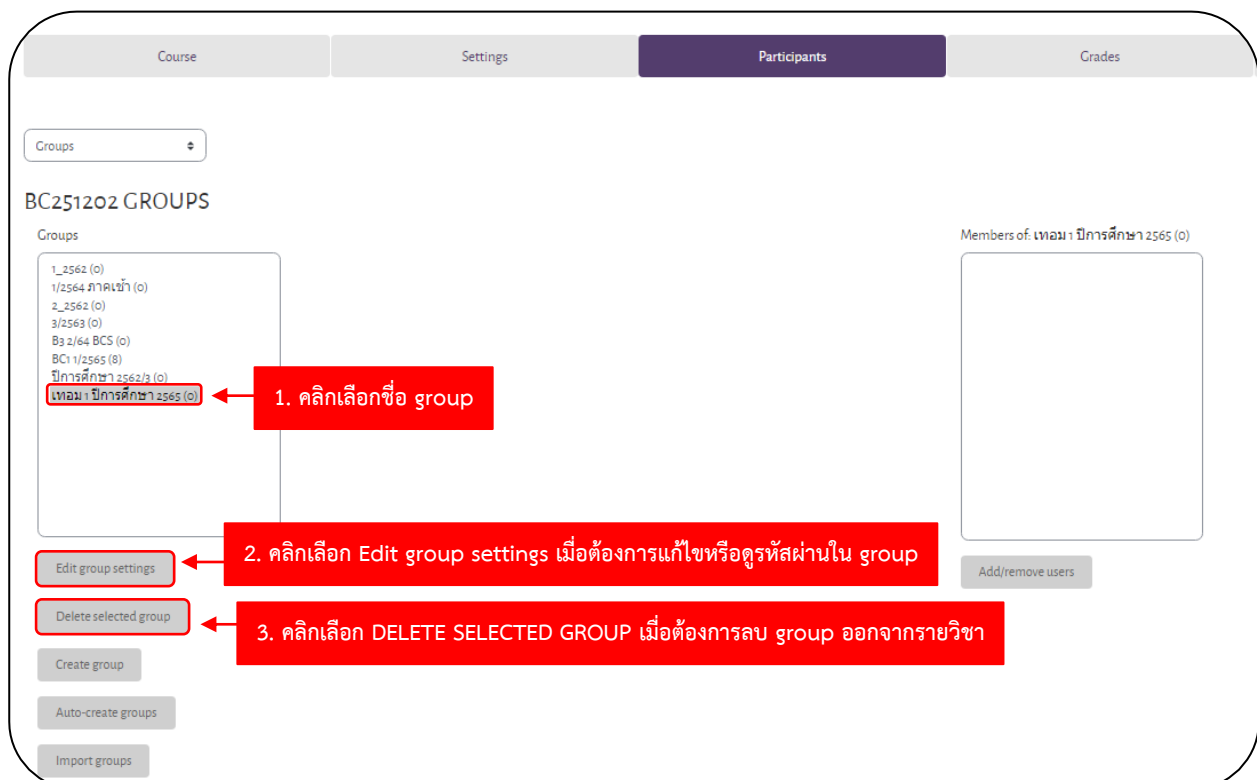 Course
Settings
Participants
Grades
Groups
BC251202 GROUPS
Groups
Members of: เทอม 1 ปีการศึกษา 2565 (0)
1_2562 (0)
1/2564 ภาคเช้า (0)
2_2562 (0)
3/2563 (0)
B3 2/64 BCS (0)
BC1 1/2565 (8)
ปีการศึกษา 2562/3 (0)
เทอม 1 ปีการศึกษา 2565 (0)
1. คลิกเลือกชื่อ group
2. คลิกเลือก Edit group settings เมื่อต้องการแก้ไขหรือดูรหัสผ่านใน group
Edit group settings
Add/remove users
Delete selected group
3. คลิกเลือก DELETE SELECTED GROUP เมื่อต้องการลบ group ออกจากรายวิชา
Create group
Auto-create groups
Import groups